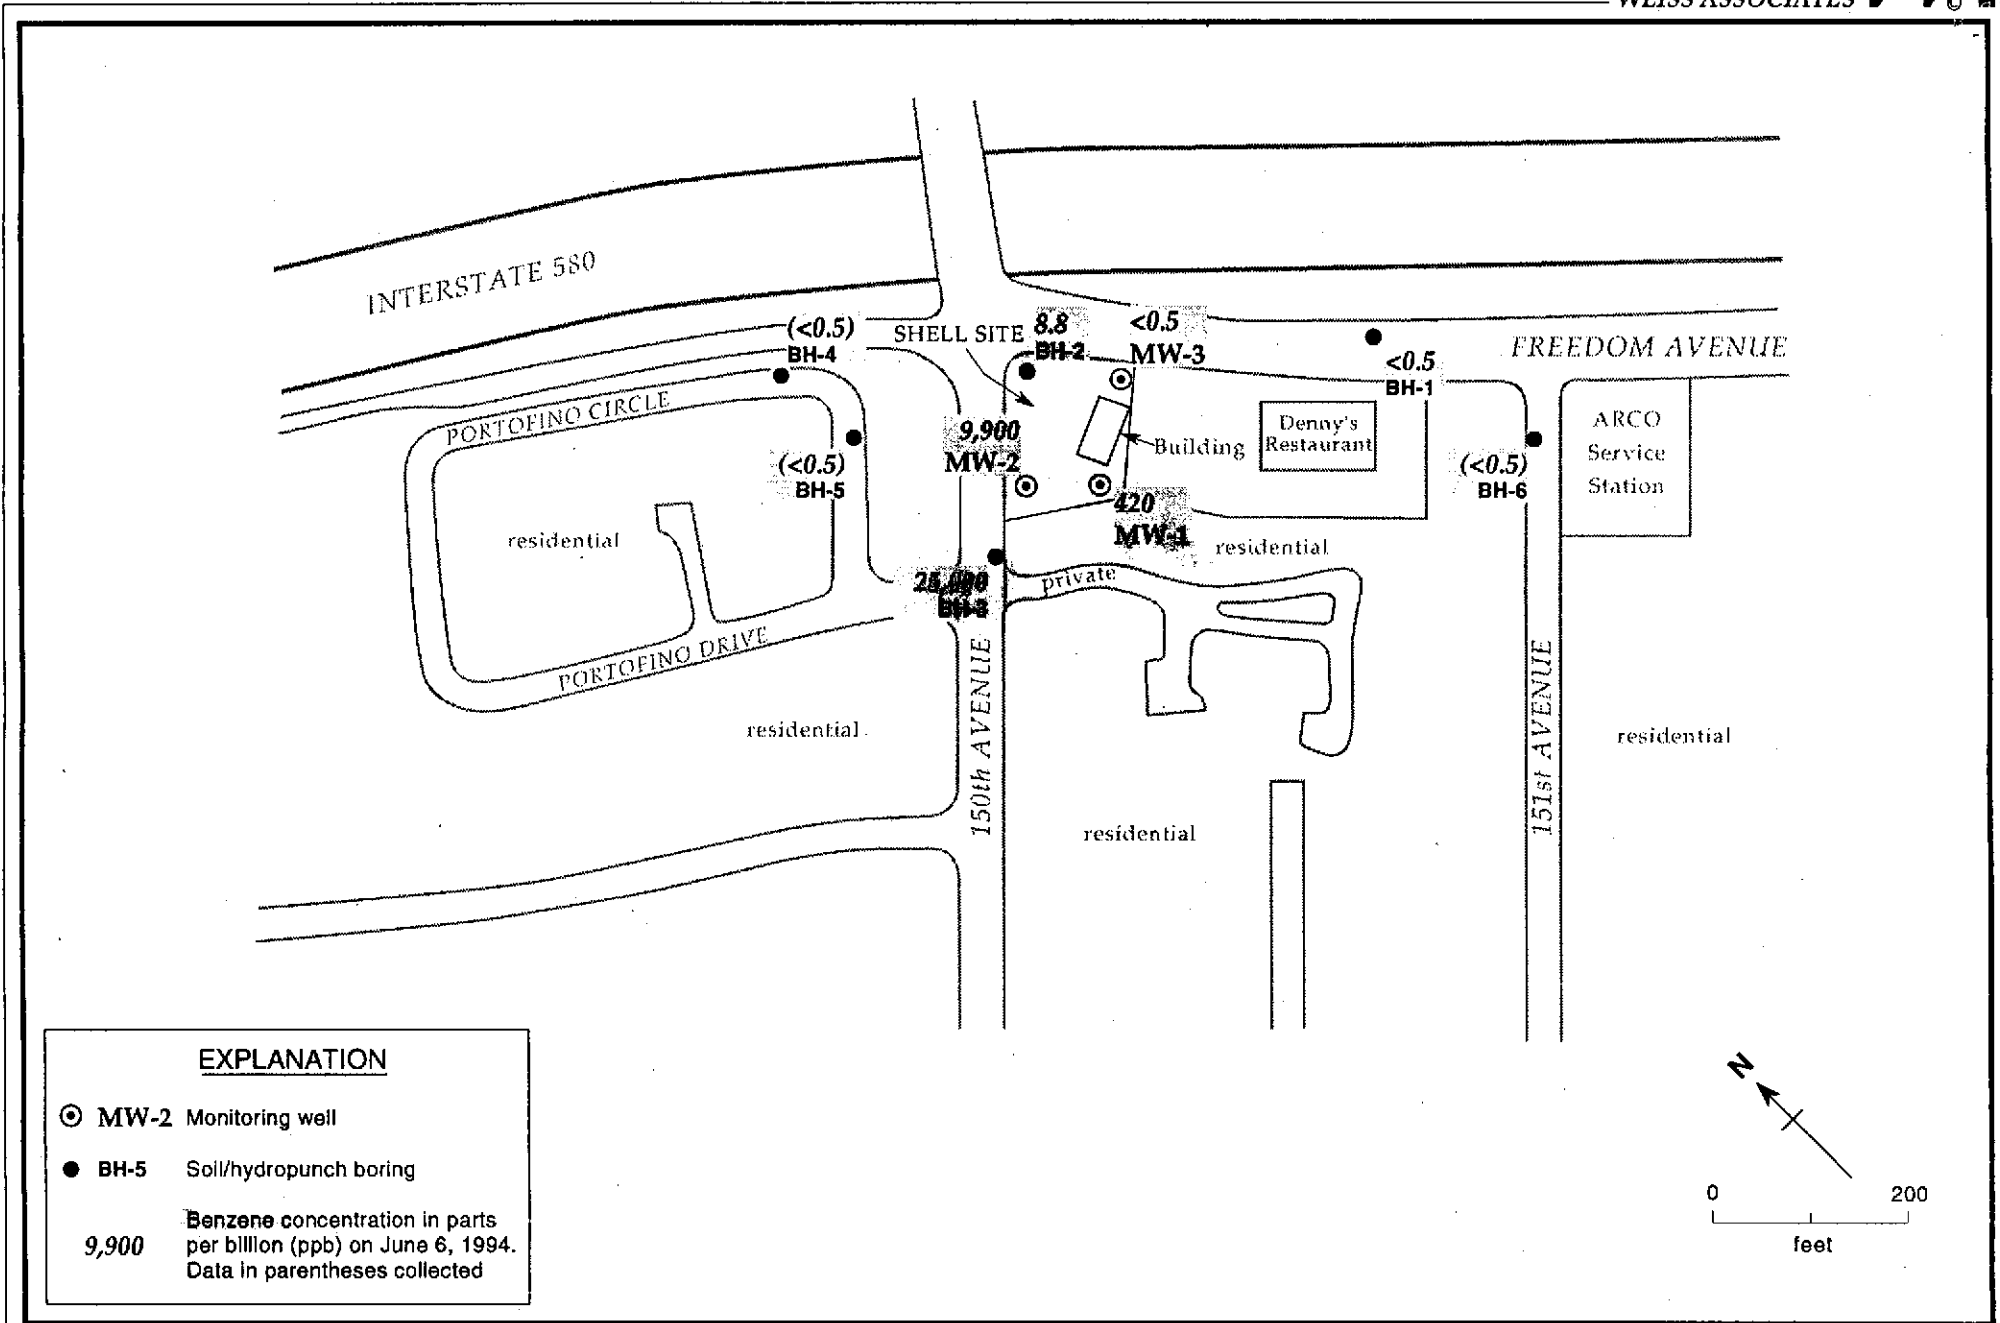 WEISS ASSOCIATES
INTERSTATE 580
(<0.5)
BH-4
SHELL SITE
8.8
BH-2
<0.5
MW-3
<0.5
BH-1
FREEDOM AVENUE
PORTOFINO CIRCLE
9,900
MW-2
Building
Denny's
Restaurant
ARCO
Service
Station
(<0.5)
BH-5
(<0.5)
BH-6
420
MW-1
residential
residential
private
BH-3
PORTOFINO DRIVE
residential
150th AVENUE
151st AVENUE
residential
residential
EXPLANATION
MW-2 Monitoring well
BH-5 Soil/hydropunch boring
9,900
Benzene concentration in parts
per billion (ppb) on June 6, 1994.
Data in parentheses collected
N
0 200
feet